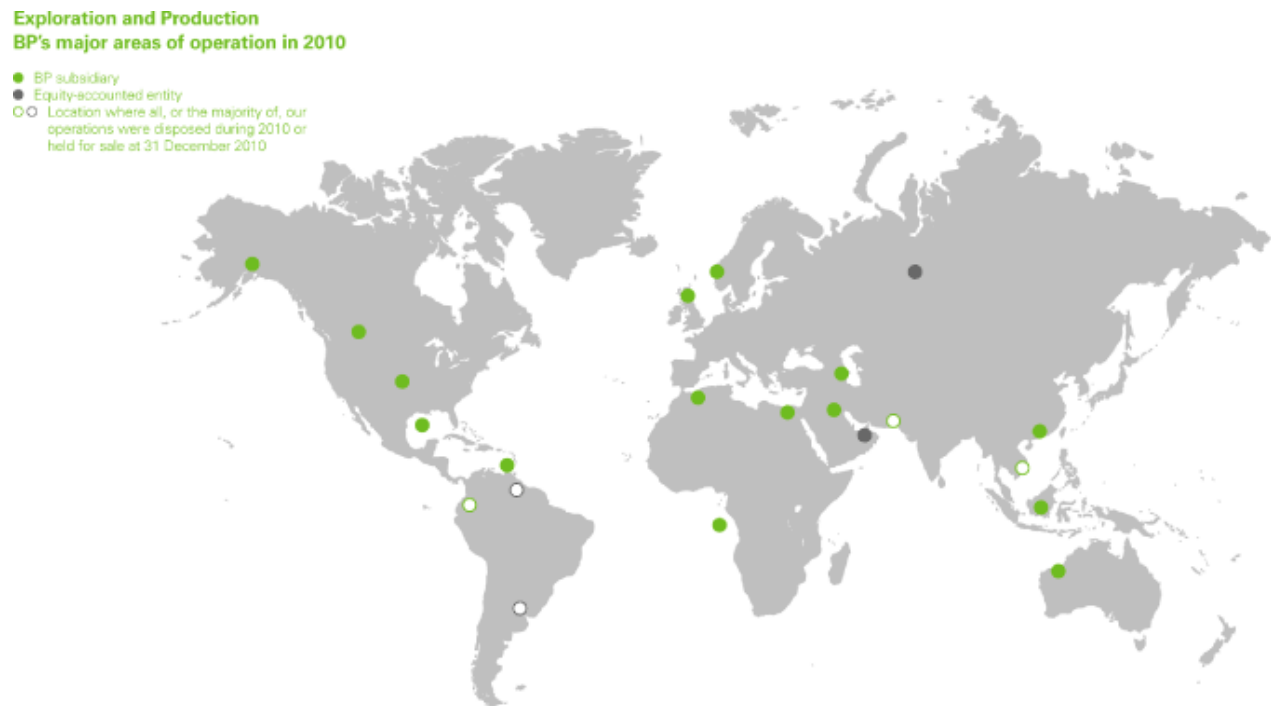 Exploration and Production
BP's major areas of operation in 2010
BP subsidiary
Equity-accounted entity
Location where all, or the majority of, our
operations were disposed during 2010 or
held for sale at 31 December 2010